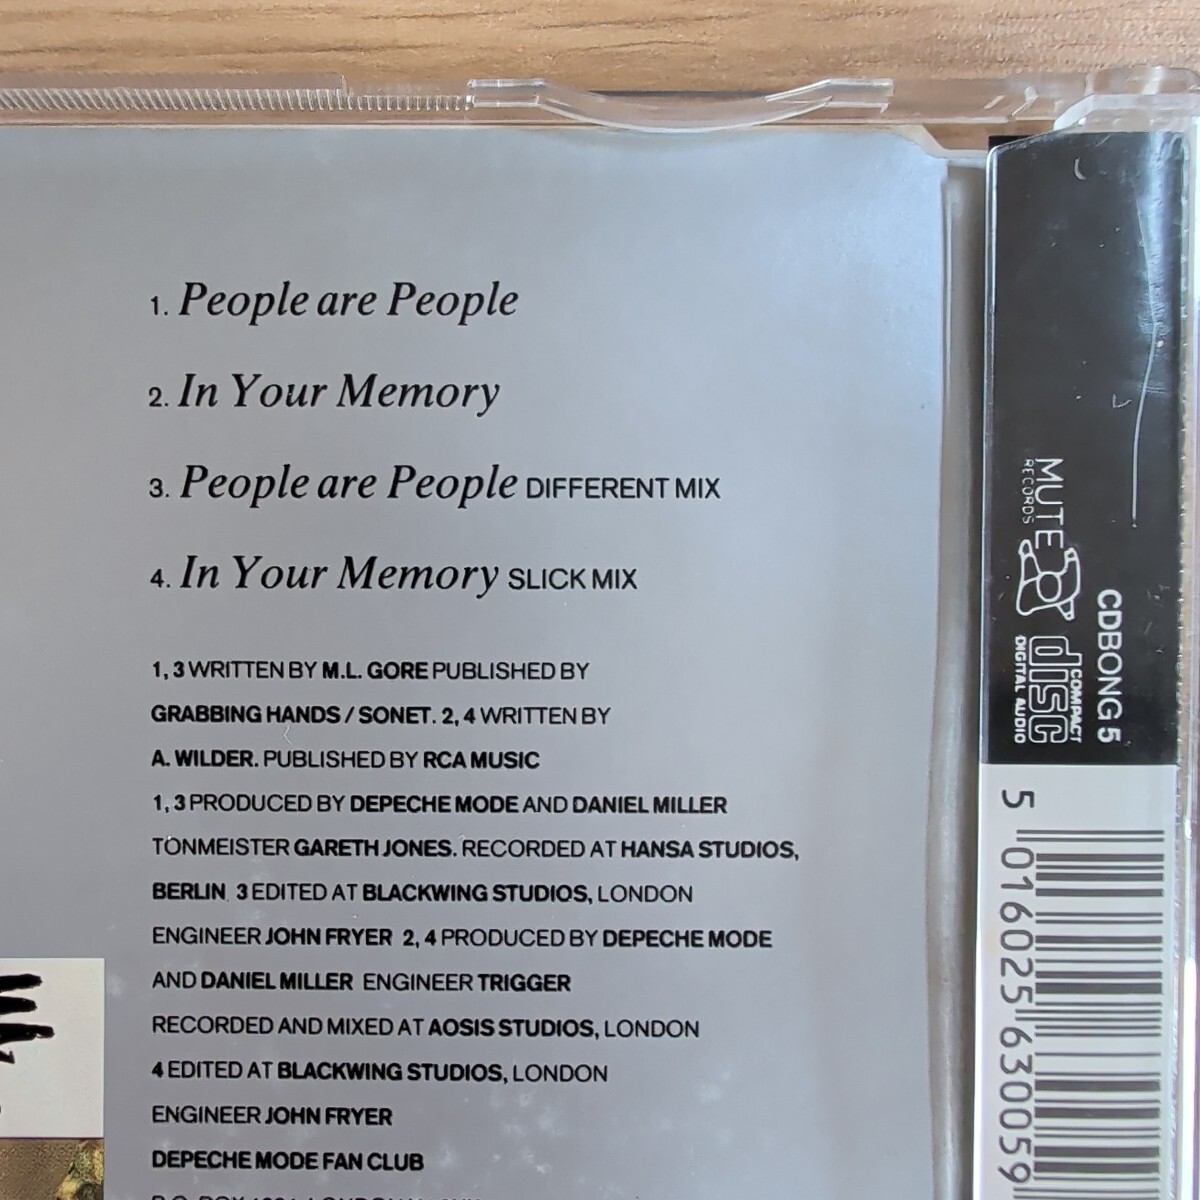 1. People are People
2. In Your Memory
3. People are People DIFFERENT MIX
4. In Your Memory SLICK MIX
1, 3 WRITTEN BY M.L. GORE PUBLISHED BY
GRABBING HANDS / SONET. 2, 4 WRITTEN BY
A. WILDER. PUBLISHED BY RCA MUSIC
1, 3 PRODUCED BY DEPECHE MODE AND DANIEL MILLER
TONMEISTER GARETH JONES. RECORDED AT HANSA STUDIOS,
BERLIN 3 EDITED AT BLACKWING STUDIOS, LONDON
ENGINEER JOHN FRYER 2, 4 PRODUCED BY DEPECHE MODE
AND DANIEL MILLER ENGINEER TRIGGER
RECORDED AND MIXED AT AOSIS STUDIOS, LONDON
4 EDITED AT BLACKWING STUDIOS, LONDON
ENGINEER JOHN FRYER
DEPECHE MODE FAN CLUB
MUTE
RECORDS
COMPACT
disc
DIGITAL AUDIO
CDBONG 5
5 016025 630059